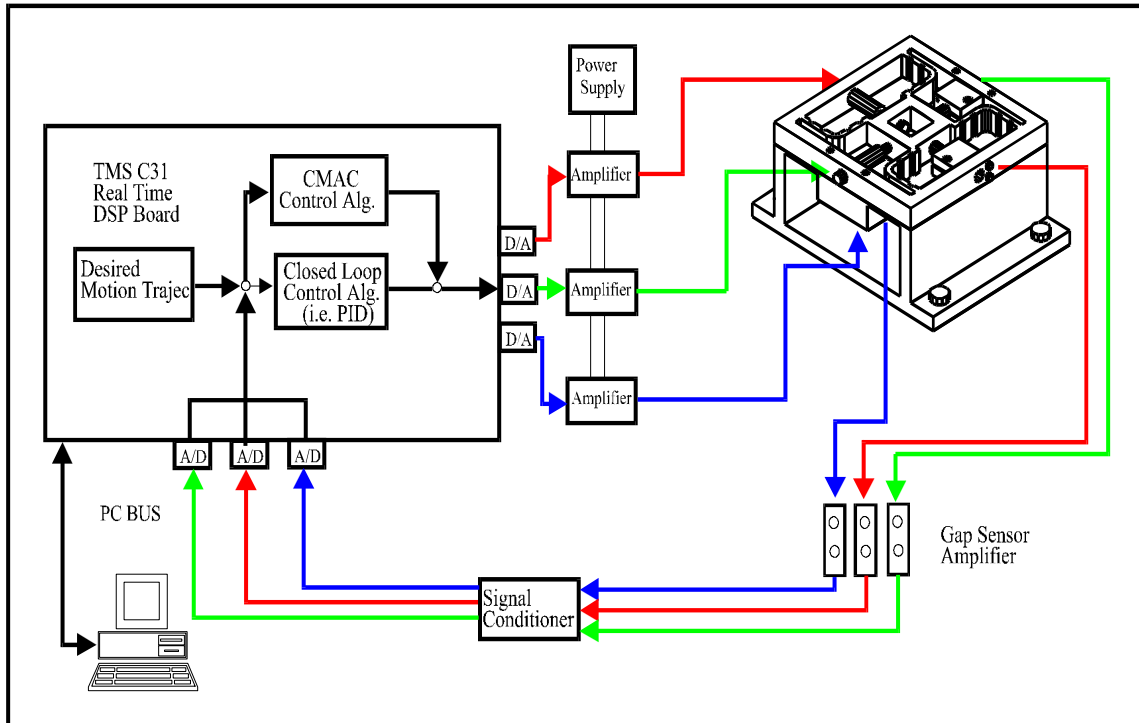 Power
Supply
TMS C31
Real Time
DSP Board
CMAC
Control Alg.
Amplifier
D/A
Desired
Motion Trajec
Closed Loop
Control Alg.
(i.e. PID)
D/A
Amplifier
D/A
Amplifier
A/D
A/D
A/D
PC BUS
Gap Sensor
Amplifier
Signal
Conditioner